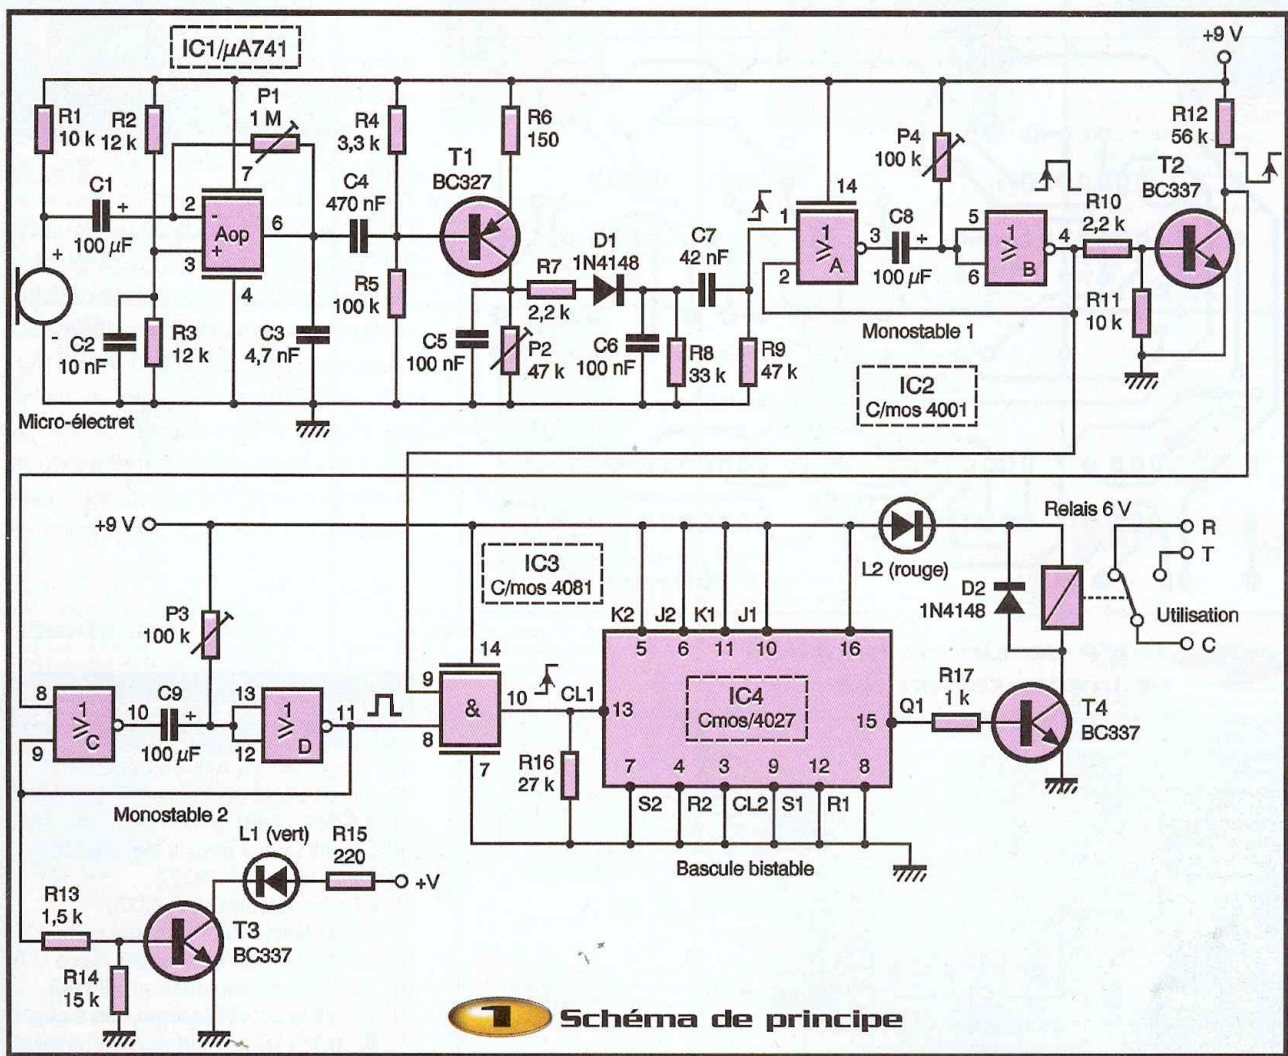 IC1/µA741
+9 V
R1
10 k
R2
12 k
P1
1 M
R4
3,3 k
R6
150
P4
100 k
R12
56 k
C1
+
100 µF
7
2
-
Aop
6
+
3
4
C4
470 nF
T1
BC327
14
1
1
≥
A
2
3
C8
+
100 µF
5
1
≥
B
6
4
R10
2,2 k
T2
BC337
+
-
Micro-électret
C2
10 nF
R3
12 k
C3
4,7 nF
R5
100 k
C5
100 nF
R7
2,2 k
D1
1N4148
P2
47 k
C6
100 nF
C7
42 nF
R8
33 k
R9
47 k
Monostable 1
R11
10 k
IC2
C/mos 4001
+9 V
IC3
C/mos 4081
L2 (rouge)
Relais 6 V
R
T
D2
1N4148
Utilisation
C
P3
100 k
K2
J2
K1
J1
5
6
11
10
16
14
9
&
10
8
7
CL1
13
IC4
Cmos/4027
15
Q1
R17
1 k
T4
BC337
8
1
≥
C
9
10
C9
+
100 µF
13
1
≥
D
12
11
R16
27 k
7
4
3
9
12
8
S2
R2
CL2
S1
R1
Monostable 2
Bascule bistable
L1 (vert)
R15
220
+V
R13
1,5 k
T3
BC337
R14
15 k
1 Schéma de principe